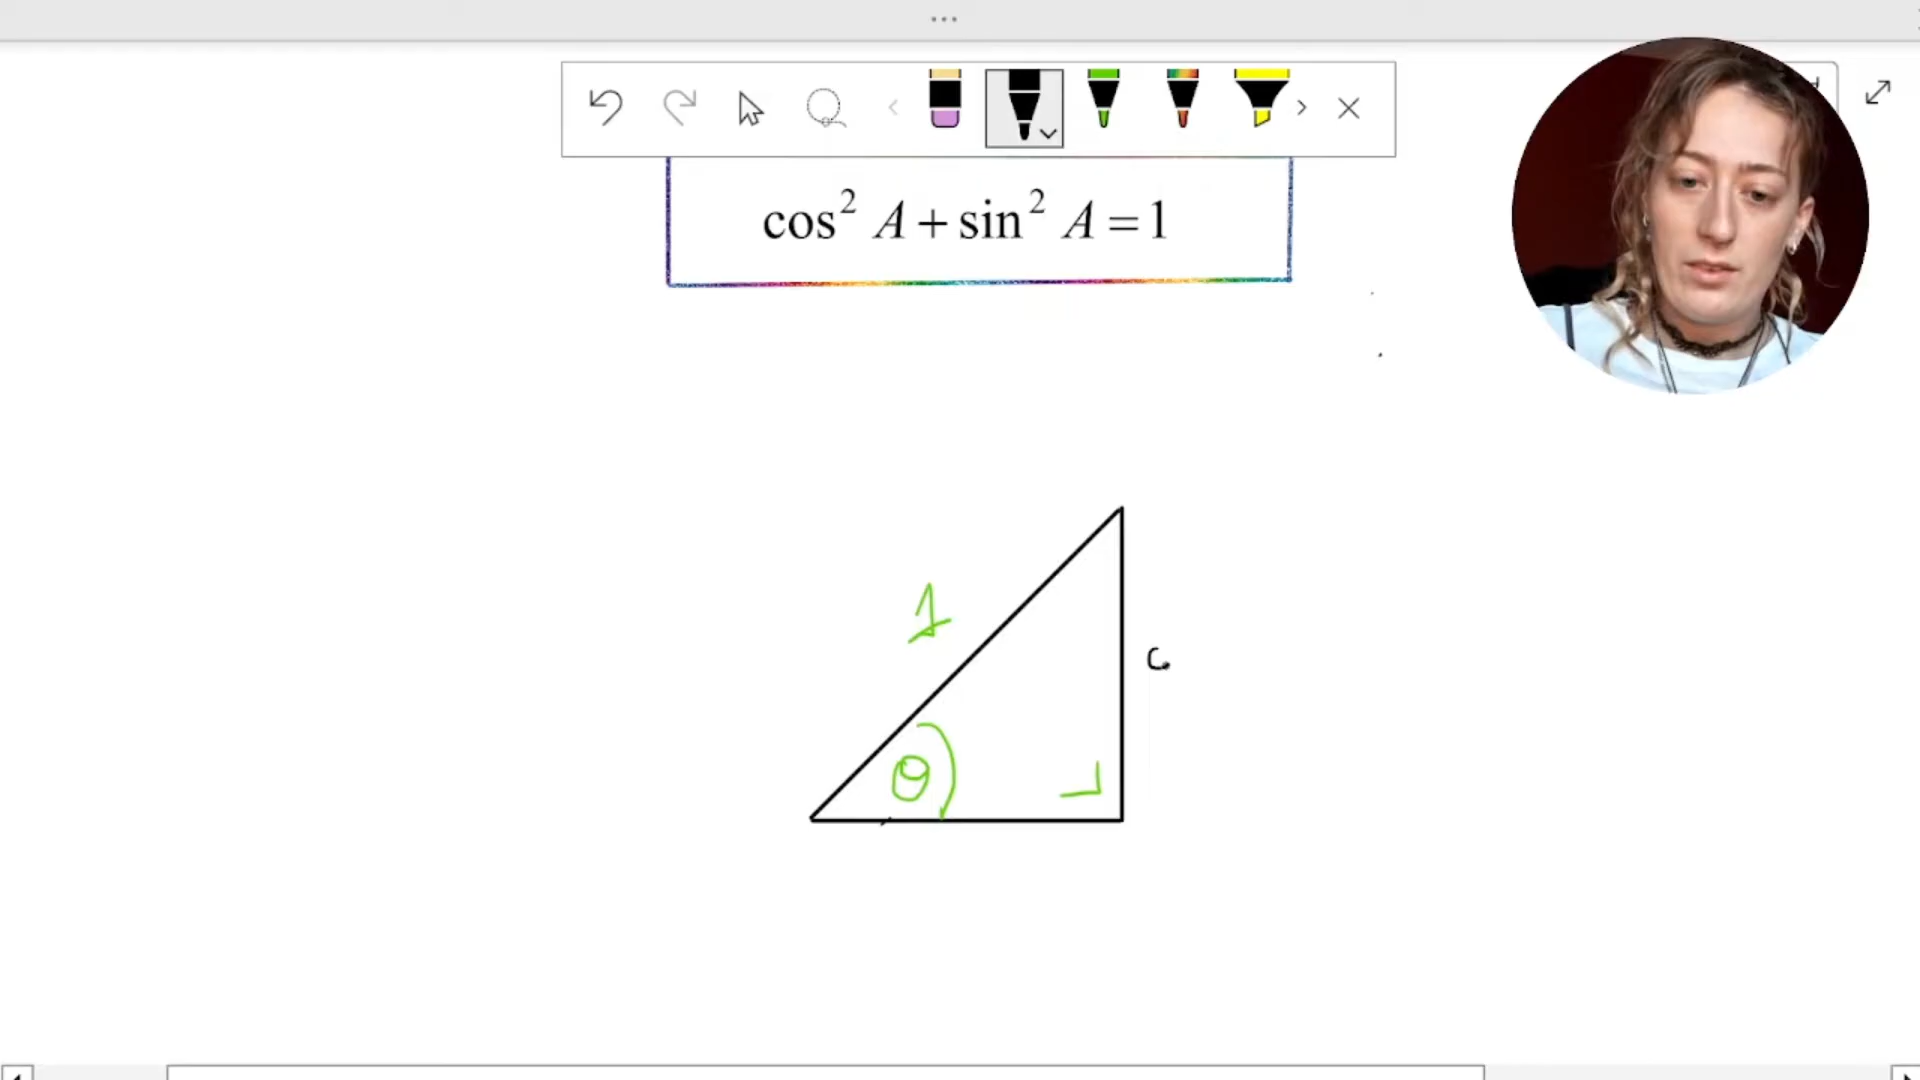 cos² A + sin² A = 1
1
c
θ